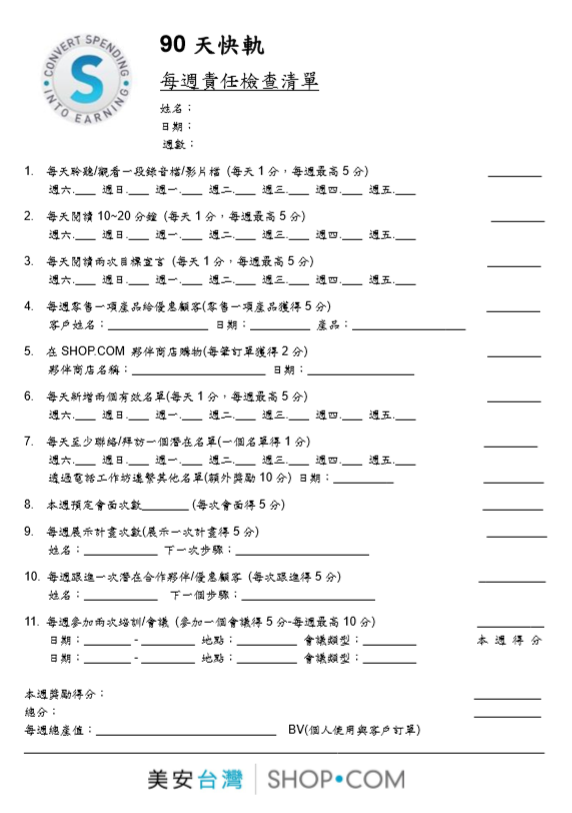 CONVERT SPENDING
S
INTO EARNING
90 天快軌
每週責任檢查清單
姓名：
日期：
週數：
1. 每天聆聽/觀看一段錄音檔/影片檔 (每天 1 分，每週最高 5 分) ________
週六.___ 週日.___ 週一.___ 週二.___ 週三.___ 週四.___ 週五.___
2. 每天閱讀 10~20 分鐘 (每天 1 分，每週最高 5 分) ________
週六.___ 週日.___ 週一.___ 週二.___ 週三.___ 週四.___ 週五.___
3. 每天閱讀兩次目標宣言 (每天 1 分，每週最高 5 分) ________
週六.___ 週日.___ 週一.___ 週二.___ 週三.___ 週四.___ 週五.___
4. 每週零售一項產品給優惠顧客(零售一項產品獲得 5 分) ________
客戶姓名：_______________ 日期：_________ 產品：_________________
5. 在 SHOP.COM 夥伴商店購物(每筆訂單獲得 2 分) ________
夥伴商店名稱：____________________ 日期：________________
6. 每天新增兩個有效名單(每天 1 分，每週最高 5 分) ________
週六.___ 週日.___ 週一.___ 週二.___ 週三.___ 週四.___ 週五.___
7. 每天至少聯絡/拜訪一個潛在名單(一個名單得 1 分) ________
週六.___ 週日.___ 週一.___ 週二.___ 週三.___ 週四.___ 週五.___
透過電話工作坊連繫其他名單(額外獎勵 10 分) 日期：_________ _________
8. 本週預定會面次數_______ (每次會面得 5 分) _________
9. 每週展示計畫次數(展示一次計畫得 5 分) _________
姓名：___________ 下一次步驟：____________________
10. 每週跟進一次潛在合作夥伴/優惠顧客 (每次跟進得 5 分) __________
姓名：___________ 下一個步驟：____________________
11. 每週參加兩次培訓/會議 (參加一個會議得 5 分-每週最高 10 分) __________
日期：_______ - ________ 地點：_________ 會議類型：________ 本 週 得 分
日期：_______ - ________ 地點：_________ 會議類型：________
本週獎勵得分： __________
總分： __________
每週總產值：___________________________ BV(個人使用與客戶訂單)
美安台灣 | SHOP•COM